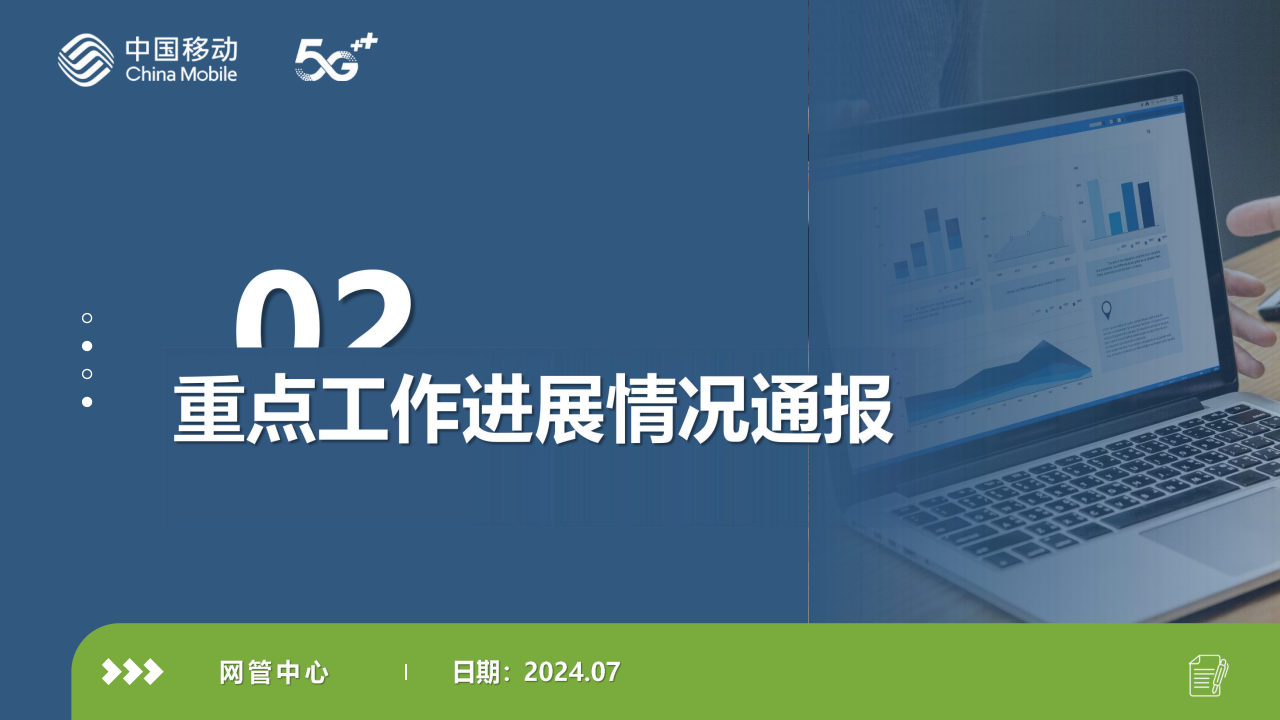 中国移动
China Mobile
5G++
02
重点工作进展情况通报
网管中心 | 日期：2024.07